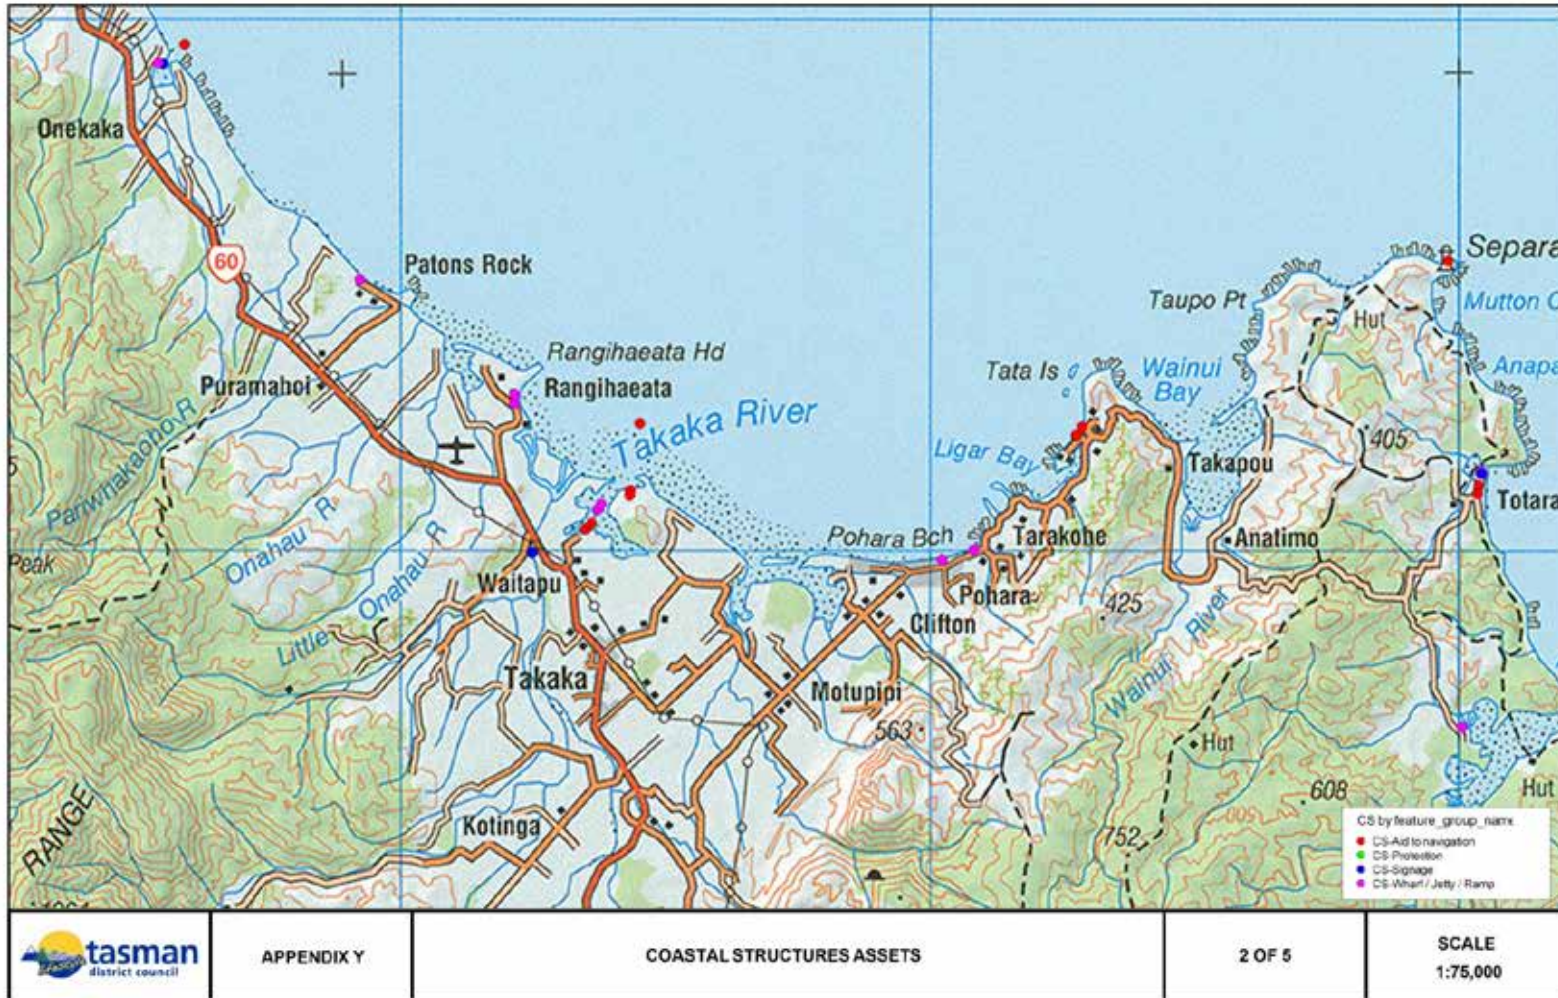 Onekaka
60
Patons Rock
Separa
Taupo Pt
Mutton C
Hut
Rangihaeata Hd
Tata Is
Wainui
Bay
Anapa
Puramahoi
Rangihaeata
Takaka River
405
Ligar Bay
Takapou
Totara
Onahau R
Pohara Bch
Tarakohe
Anatimo
Peak
Waitapu
Onahau R
Little
Pohara
425
Clifton
Wainui River
Takaka
Motupipi
563
Hut
608
Hut
RANGE
Kotinga
752
CS by feature_group_name
CS-Aid to navigation
CS-Protection
CS-Signage
CS-Wharf / Jetty / Ramp
tasman
district council
APPENDIX Y
COASTAL STRUCTURES ASSETS
2 OF 5
SCALE
1:75,000